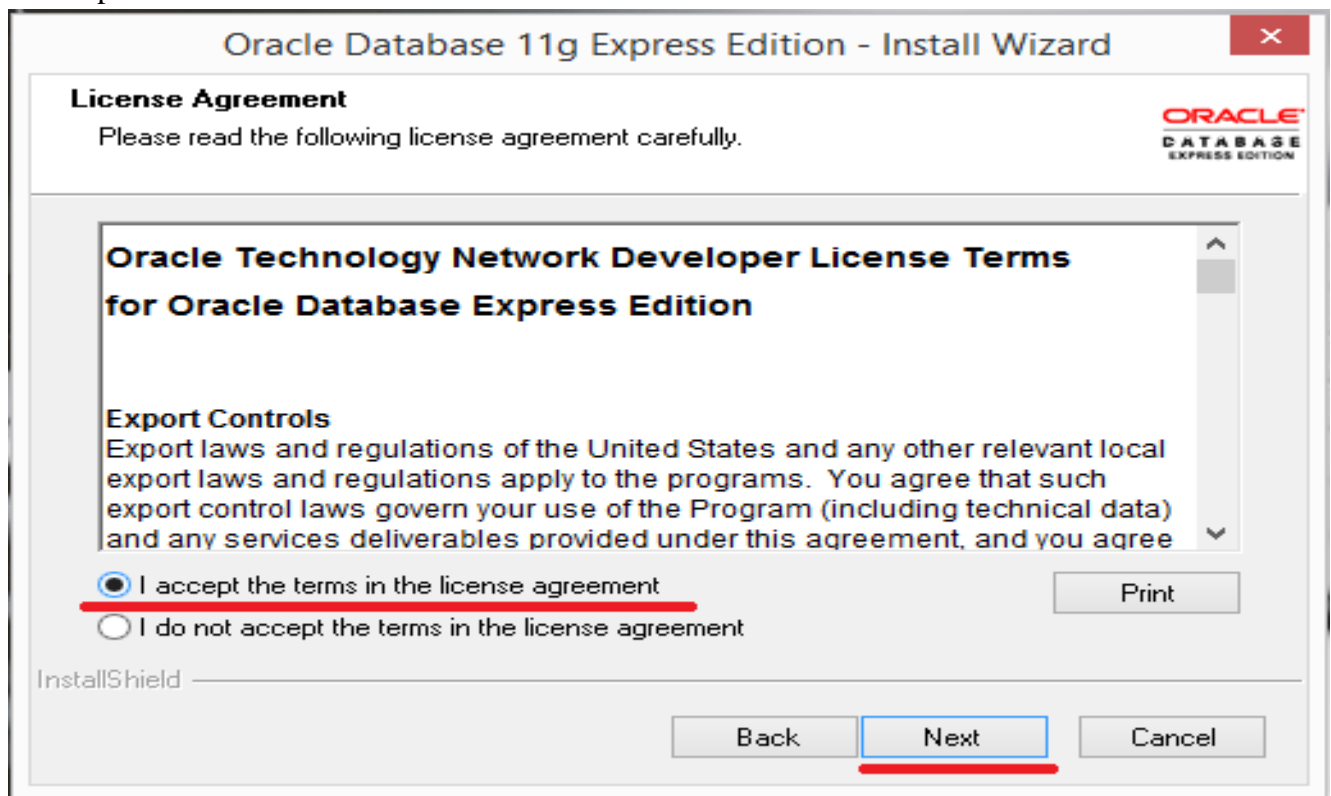 Oracle Database 11g Express Edition - Install Wizard
License Agreement
Please read the following license agreement carefully.
ORACLE
DATABASE
EXPRESS EDITION
Oracle Technology Network Developer License Terms
for Oracle Database Express Edition
Export Controls
Export laws and regulations of the United States and any other relevant local
export laws and regulations apply to the programs.  You agree that such
export control laws govern your use of the Program (including technical data)
and any services deliverables provided under this agreement, and you agree
I accept the terms in the license agreement
Print
I do not accept the terms in the license agreement
InstallShield
Back Next Cancel